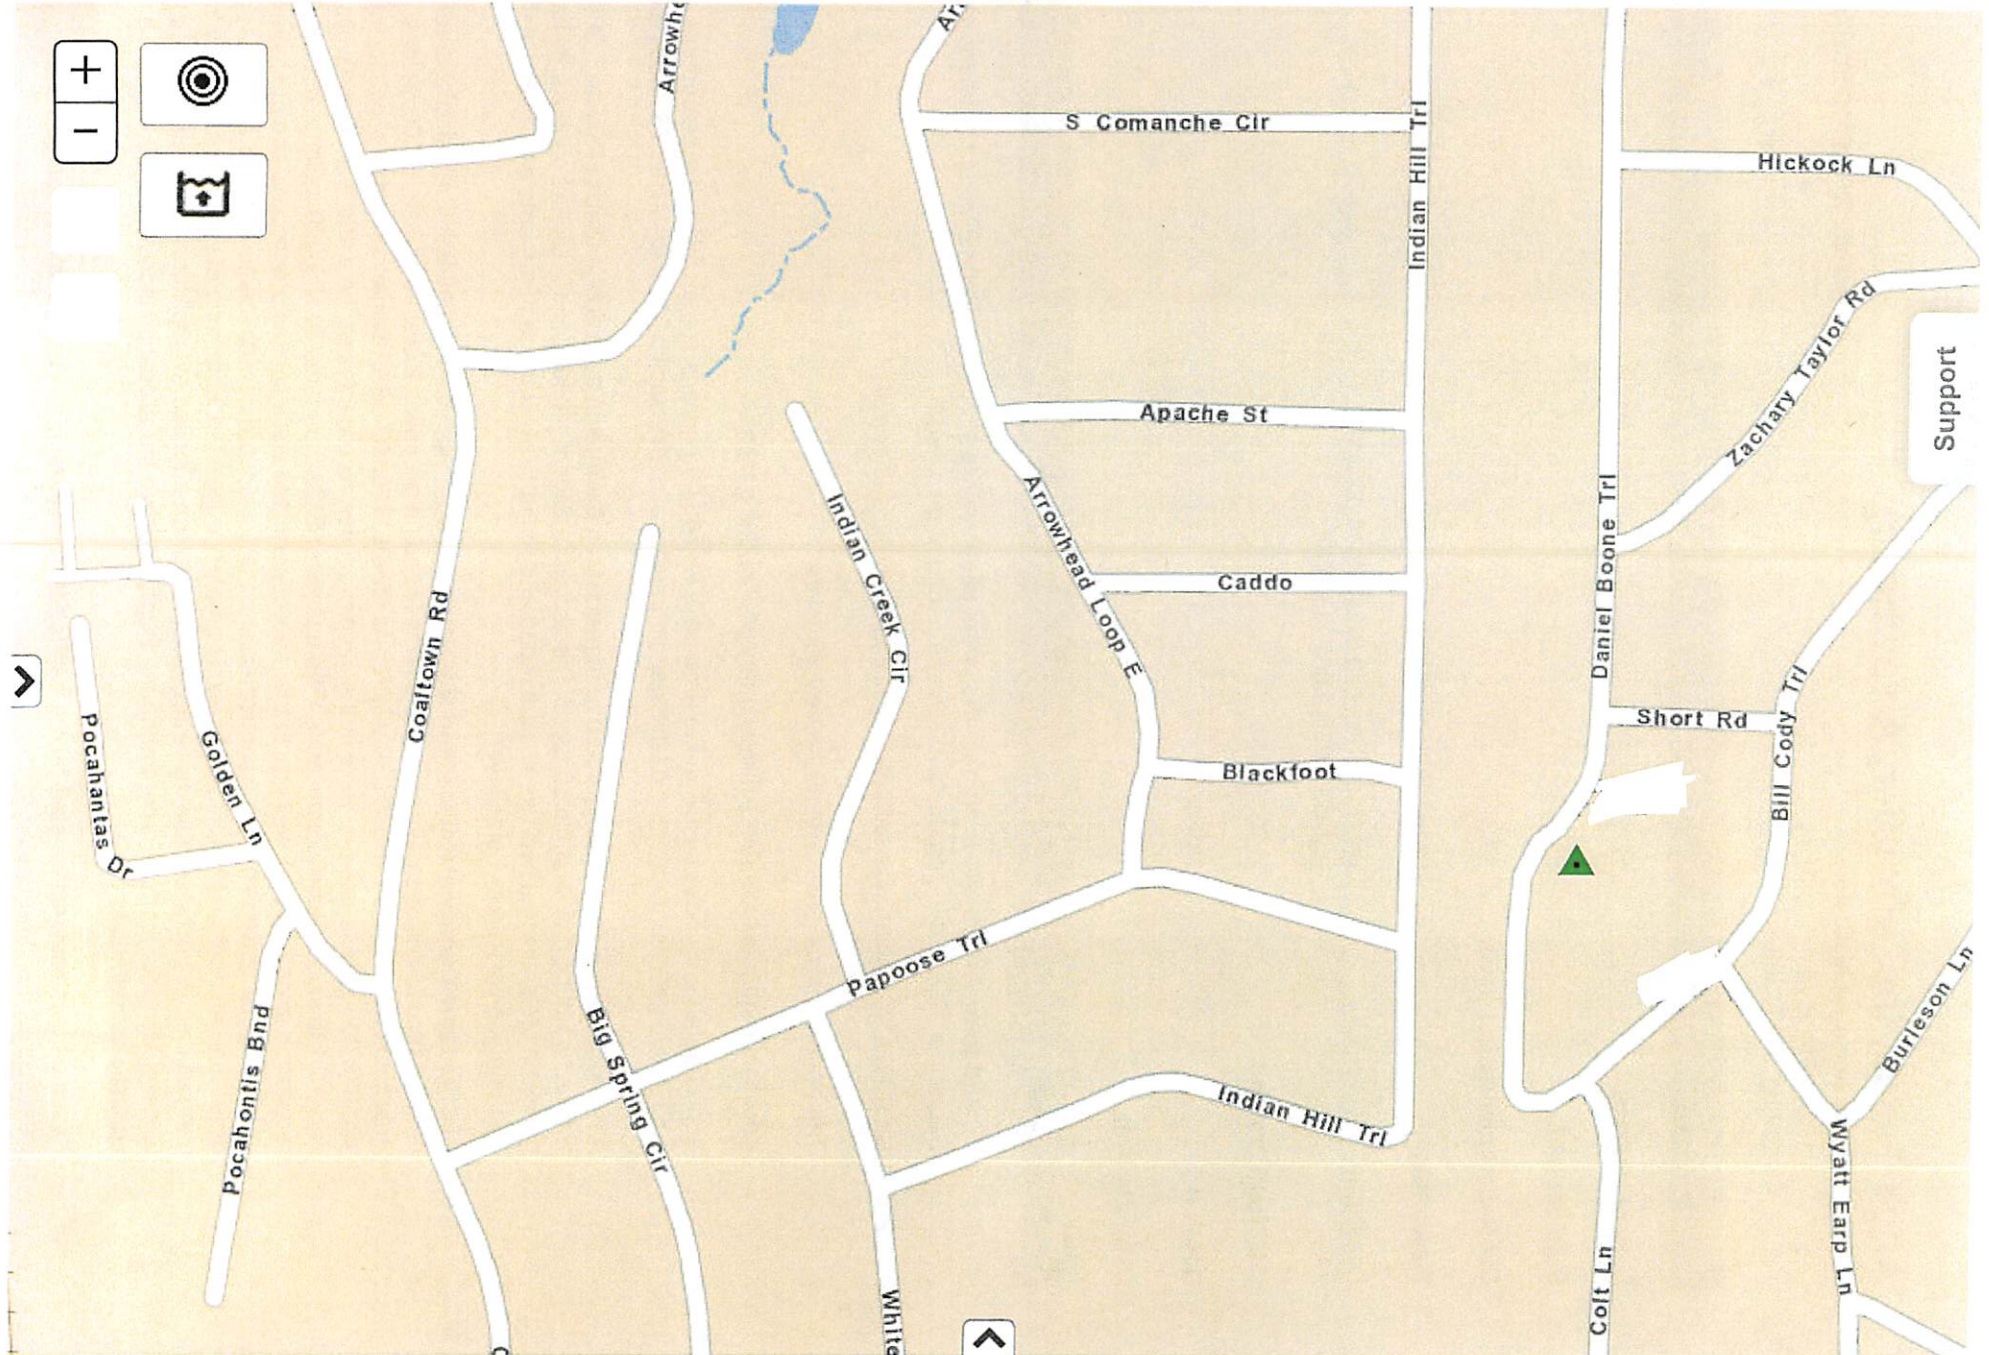 +
−
Arrowhe
Ar
S Comanche Cir
Indian Hill Trl
Hickock Ln
Zachary Taylor Rd
Support
Apache St
Arrowhead Loop E
Indian Creek Cir
Daniel Boone Trl
Caddo
Coaltown Rd
Short Rd
Bill Cody Trl
Pocahantas Dr
Golden Ln
Blackfoot
Papoose Trl
Burleson Ln
Big Spring Cir
Pocahontis Bnd
Indian Hill Trl
Wyatt Earp Ln
Colt Ln
White